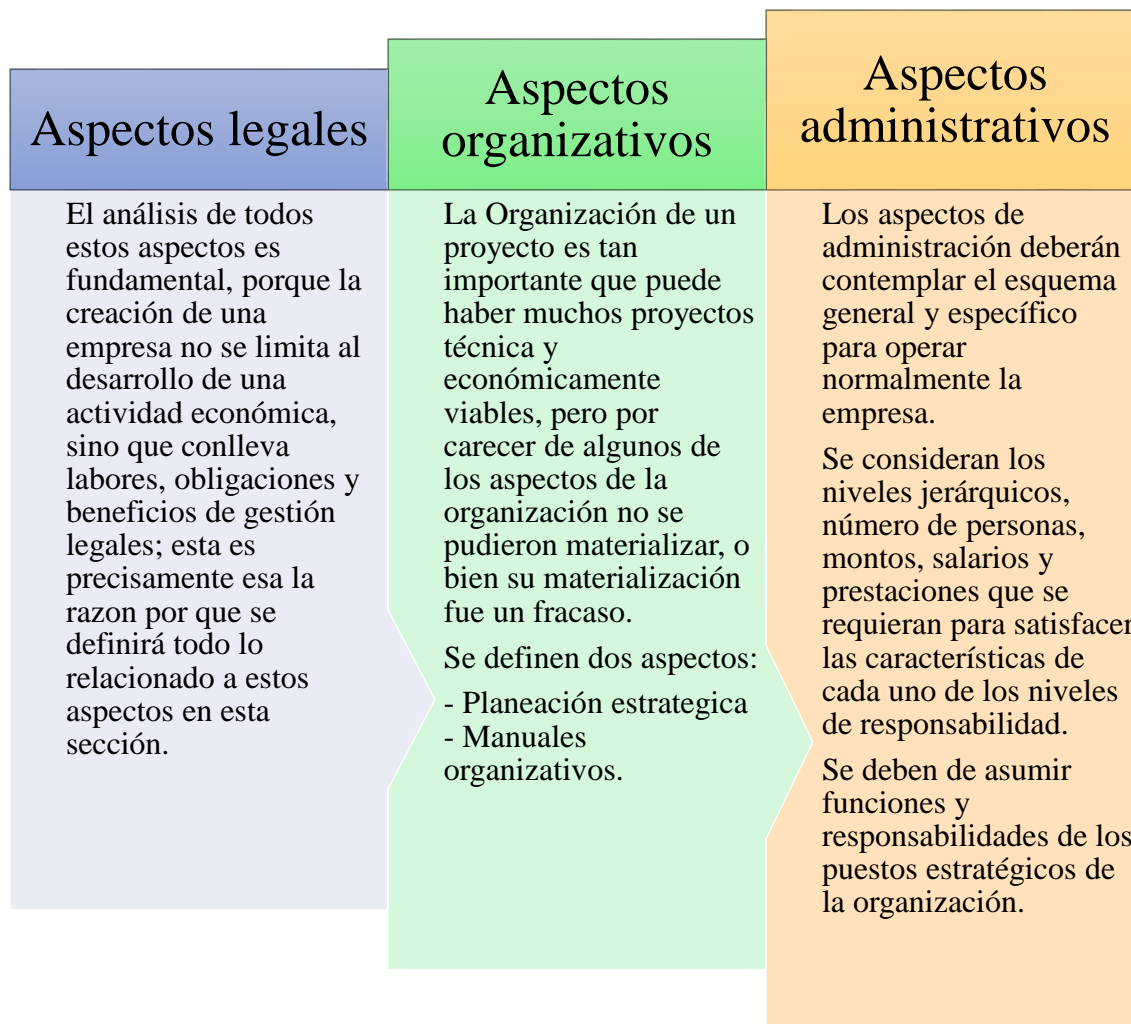 Aspectos legales
El análisis de todos
estos aspectos es
fundamental, porque la
creación de una
empresa no se limita al
desarrollo de una
actividad económica,
sino que conlleva
labores, obligaciones y
beneficios de gestión
legales; esta es
precisamente esa la
razon por que se
definirá todo lo
relacionado a estos
aspectos en esta
sección.
Aspectos
organizativos
La Organización de un
proyecto es tan
importante que puede
haber muchos proyectos
técnica y
económicamente
viables, pero por
carecer de algunos de
los aspectos de la
organización no se
pudieron materializar, o
bien su materialización
fue un fracaso.
Se definen dos aspectos:
- Planeación estrategica
- Manuales
organizativos.
Aspectos
administrativos
Los aspectos de
administración deberán
contemplar el esquema
general y específico
para operar
normalmente la
empresa.
Se consideran los
niveles jerárquicos,
número de personas,
montos, salarios y
prestaciones que se
requieran para satisfacer
las características de
cada uno de los niveles
de responsabilidad.
Se deben de asumir
funciones y
responsabilidades de los
puestos estratégicos de
la organización.